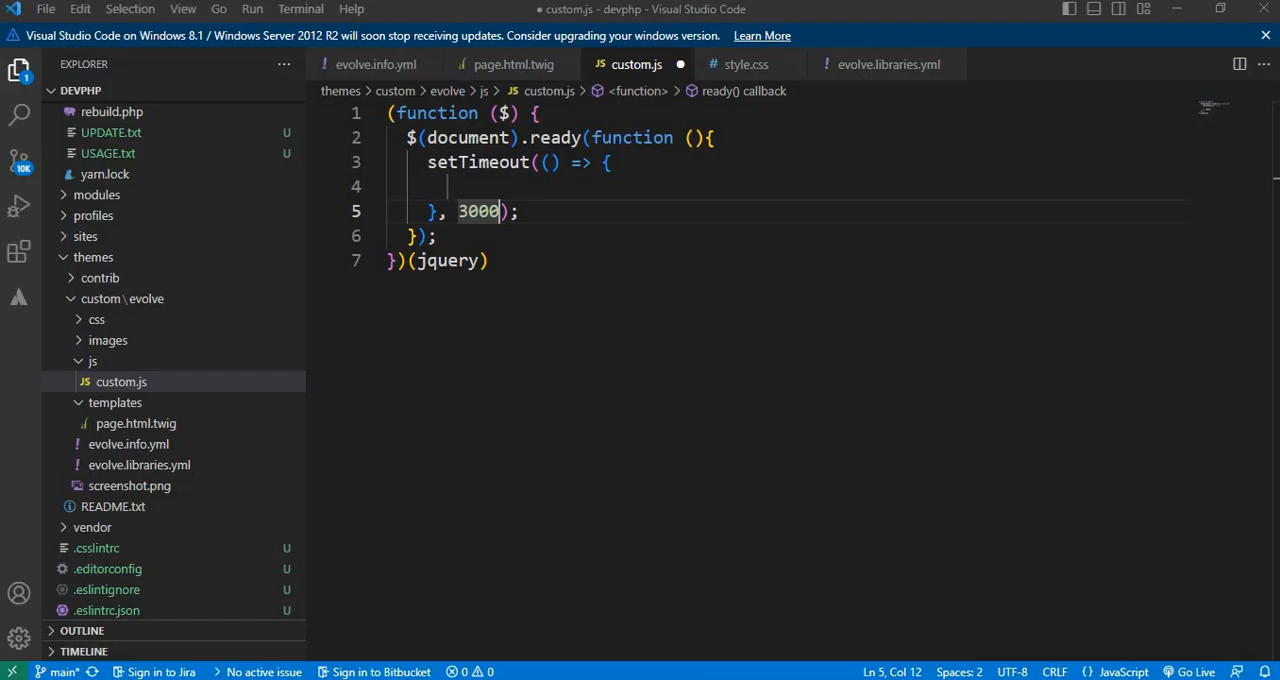 File Edit Selection View Go Run Terminal Help
● custom.js - devphp - Visual Studio Code
Visual Studio Code on Windows 8.1 / Windows Server 2012 R2 will soon stop receiving updates. Consider upgrading your windows version. Learn More
EXPLORER
DEVPHP
rebuild.php
UPDATE.txt U
USAGE.txt U
yarn.lock
modules
profiles
sites
themes
contrib
custom\evolve
css
images
js
JS custom.js
templates
page.html.twig
! evolve.info.yml
! evolve.libraries.yml
screenshot.png
README.txt
vendor
.csslintrc U
.editorconfig U
.eslintignore U
.eslintrc.json U
OUTLINE
TIMELINE
1
10K
! evolve.info.yml page.html.twig JS custom.js ● # style.css ! evolve.libraries.yml
themes > custom > evolve > js > JS custom.js > <function> > ready() callback
1 (function ($) {
2 $(document).ready(function (){
3 setTimeout(() => {
4
5 }, 3000);
6 });
7 })(jquery)
main* Sign in to Jira No active issue Sign in to Bitbucket 0 0 Ln 5, Col 12 Spaces: 2 UTF-8 CRLF {} JavaScript Go Live